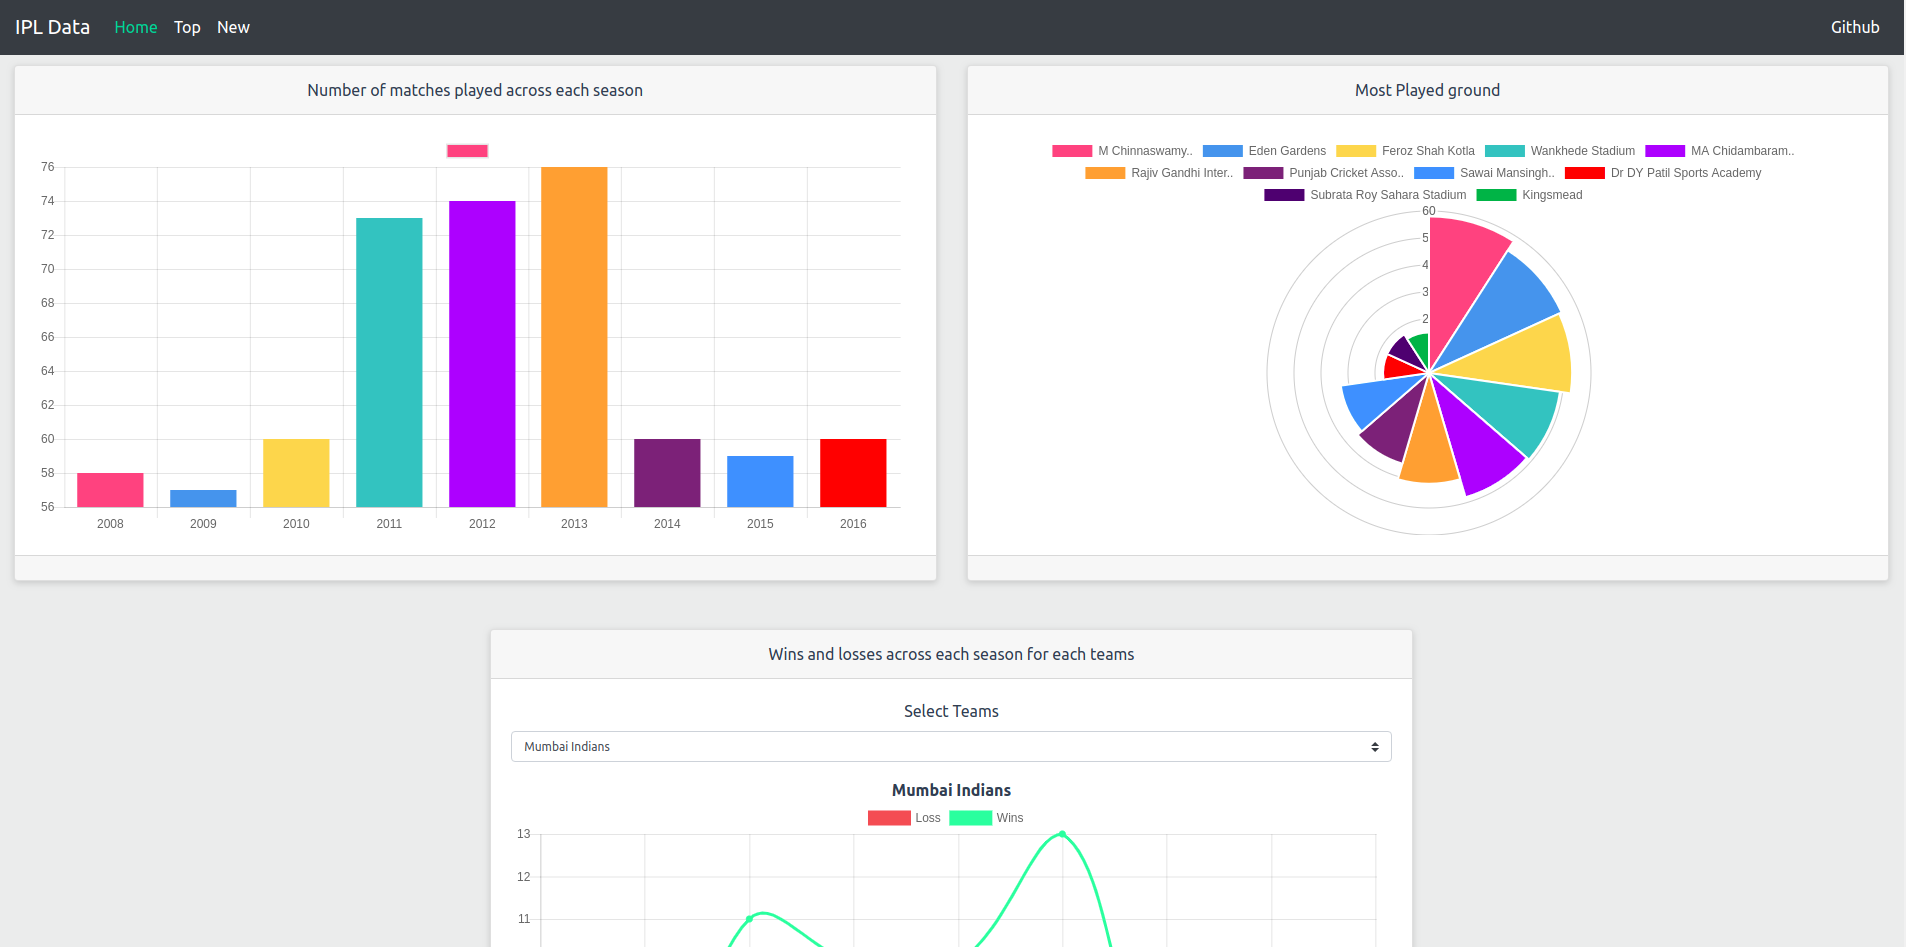 IPL Data Home Top New Github
Number of matches played across each season
76
74
72
70
68
66
64
62
60
58
56
2008 2009 2010 2011 2012 2013 2014 2015 2016
Most Played ground
M Chinnaswamy.. Eden Gardens Feroz Shah Kotla Wankhede Stadium MA Chidambaram..
Rajiv Gandhi Inter.. Punjab Cricket Asso.. Sawai Mansingh.. Dr DY Patil Sports Academy
Subrata Roy Sahara Stadium Kingsmead
60
5
4
3
2
Wins and losses across each season for each teams
Select Teams
Mumbai Indians
Mumbai Indians
Loss Wins
13
12
11